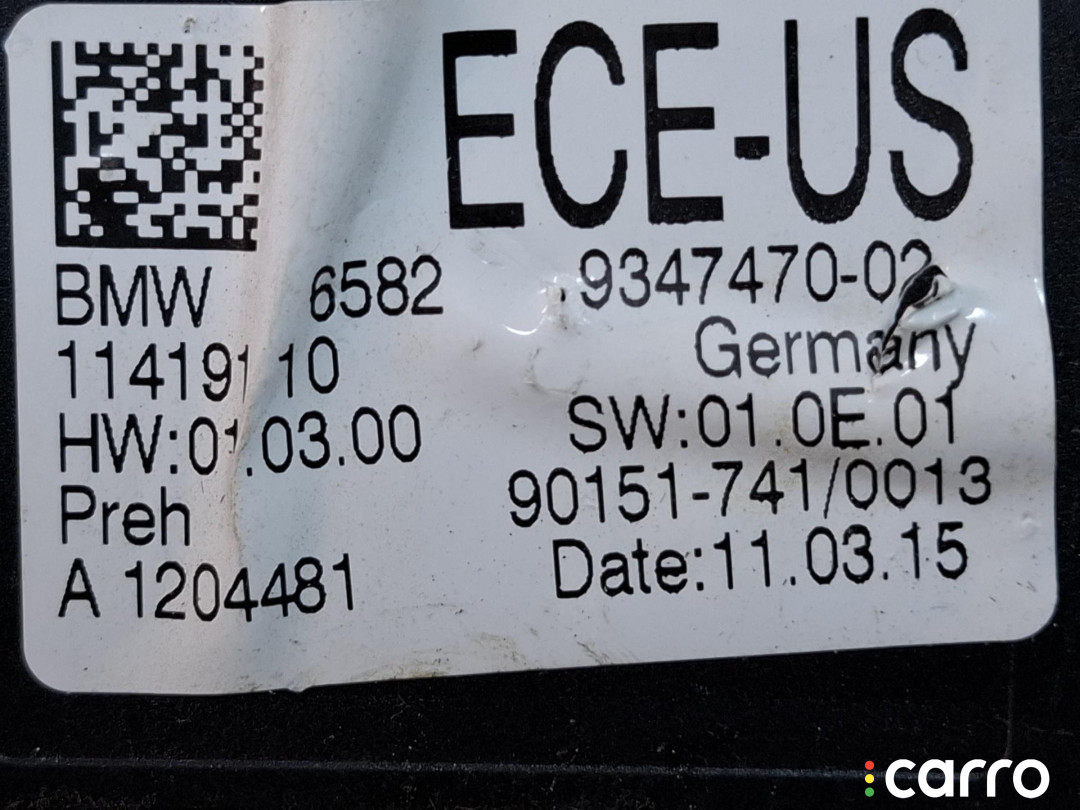 ECE-US
BMW 6582 9347470-02
11419110 Germany
HW:01.03.00 SW:01.0E.01
Preh 90151-741/0013
A 1204481 Date:11.03.15
carro